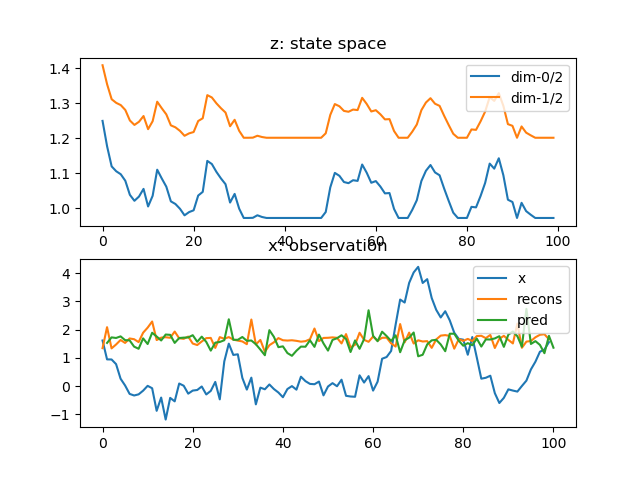 z: state space
1.4
1.3
1.2
1.1
1.0
dim-0/2
dim-1/2
0 20 40 60 80 100
x: observation
4
3
2
1
0
−1
x
recons
pred
0 20 40 60 80 100